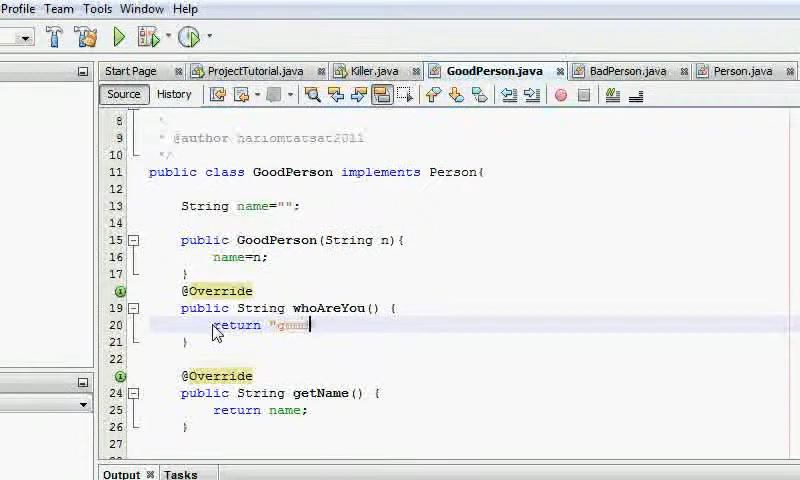 Profile Team Tools Window Help
Start Page ProjectTutorial.java Killer.java GoodPerson.java BadPerson.java Person.java
Source History
8 *
9 * @author hariomtatsat2011
10 */
11 public class GoodPerson implements Person{
12
13 String name="";
14
15 public GoodPerson(String n){
16 name=n;
17 }
@Override
19 public String whoAreYou() {
20 return
21 }
22
@Override
24 public String getName() {
25 return name;
26 }
27
Output Tasks